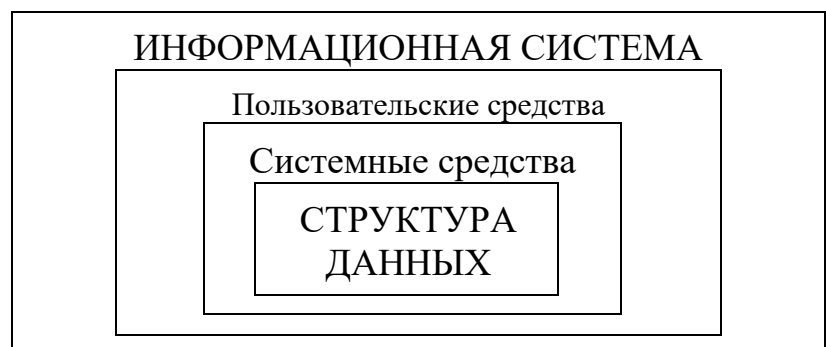 ИНФОРМАЦИОННАЯ СИСТЕМА
Пользовательские средства
Системные средства
СТРУКТУРА
ДАННЫХ